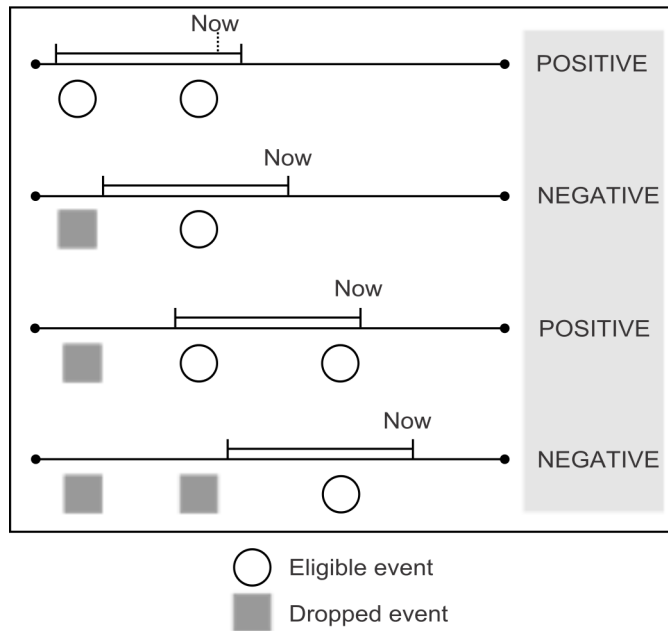 Now
POSITIVE
Now
NEGATIVE
Now
POSITIVE
Now
NEGATIVE
Eligible event
Dropped event